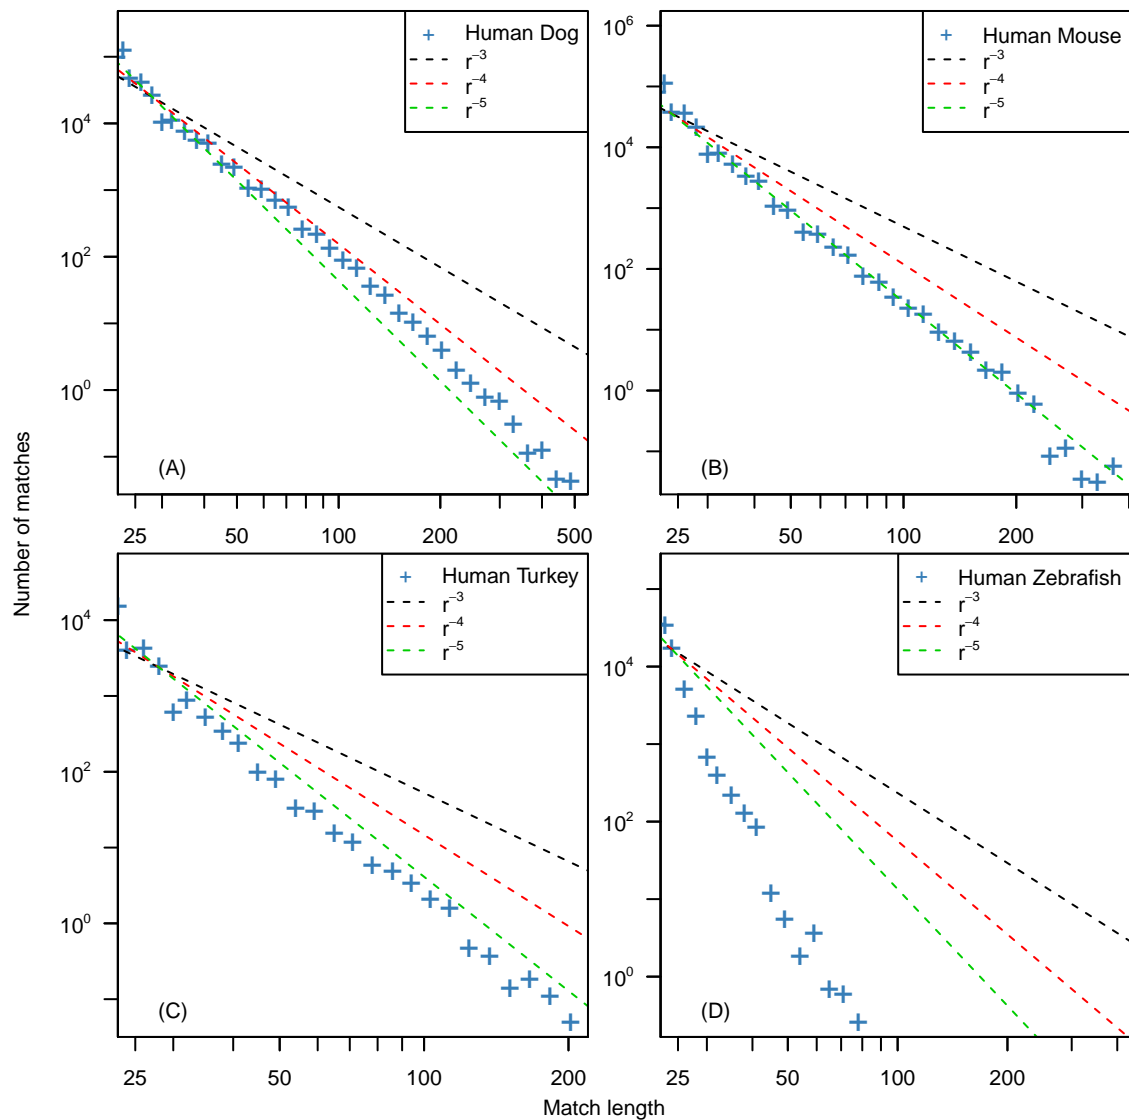 Number of matches
Human Dog
r⁻³
r⁻⁴
r⁻⁵
10⁴
10²
10⁰
(A)
25 50 100 200 500
Human Mouse
r⁻³
r⁻⁴
r⁻⁵
10⁶
10⁴
10²
10⁰
(B)
25 50 100 200
Human Turkey
r⁻³
r⁻⁴
r⁻⁵
10⁴
10²
10⁰
(C)
25 50 100 200
Human Zebrafish
r⁻³
r⁻⁴
r⁻⁵
10⁴
10²
10⁰
(D)
25 50 100 200
Match length